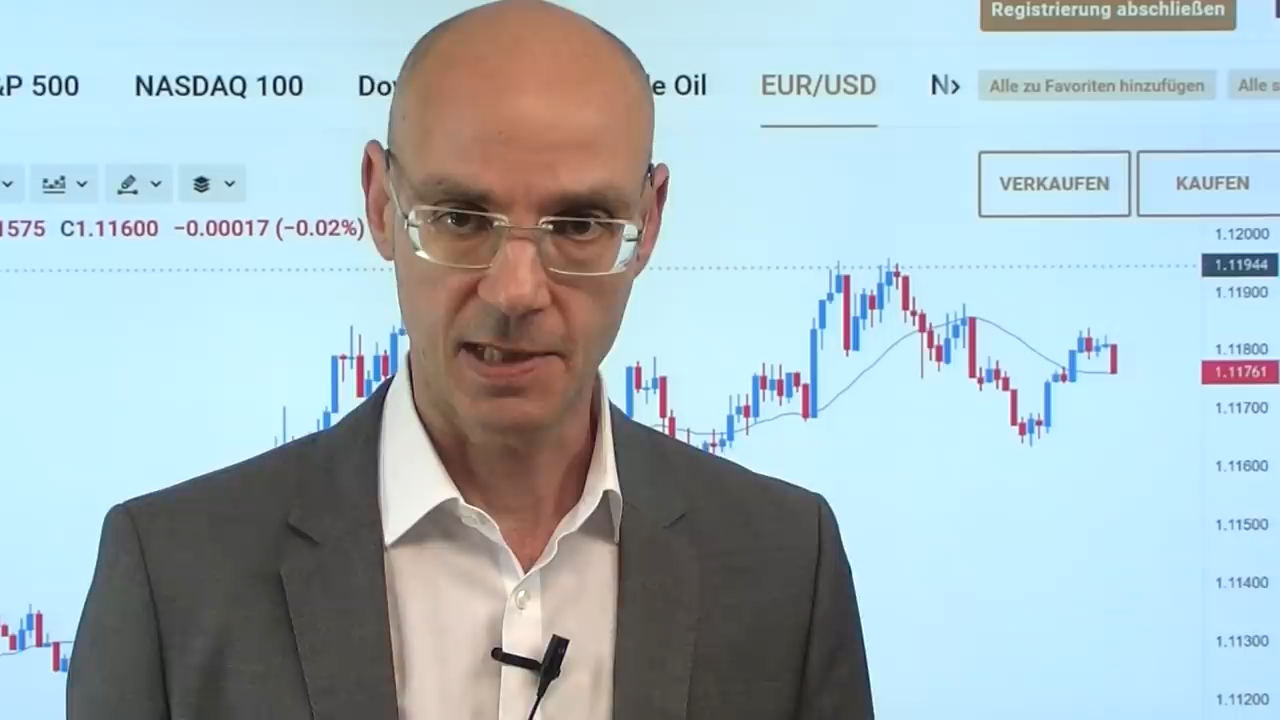 Registrierung abschließen
P 500 NASDAQ 100 Do e Oil EUR/USD N> Alle zu Favoriten hinzufügen Alle s
VERKAUFEN KAUFEN
1575 C1.11600 −0.00017 (−0.02%)
1.12000
1.11944
1.11900
1.11800
1.11761
1.11700
1.11600
1.11500
1.11400
1.11300
1.11200